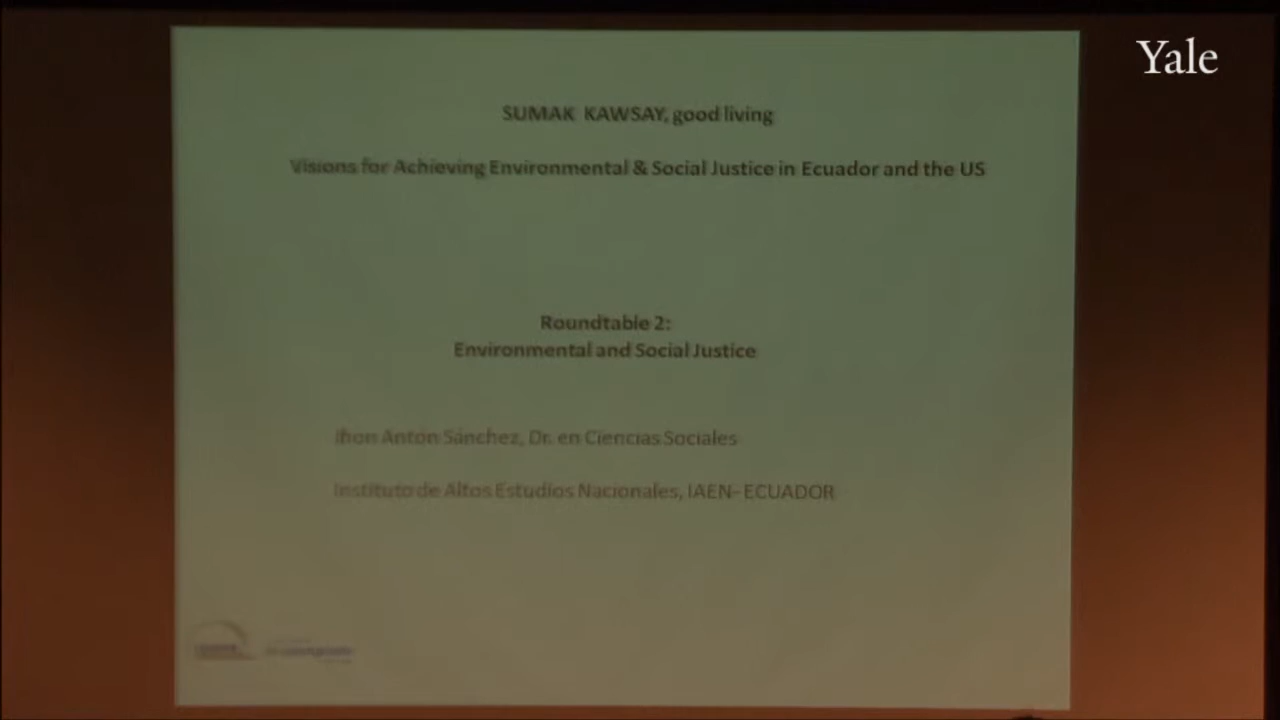 Yale
SUMAK KAWSAY, good living
Visions for Achieving Environmental & Social Justice in Ecuador and the US
Roundtable 2:
Environmental and Social Justice
Jhon Antón Sánchez, Dr. en Ciencias Sociales
Instituto de Altos Estudios Nacionales, IAEN- ECUADOR